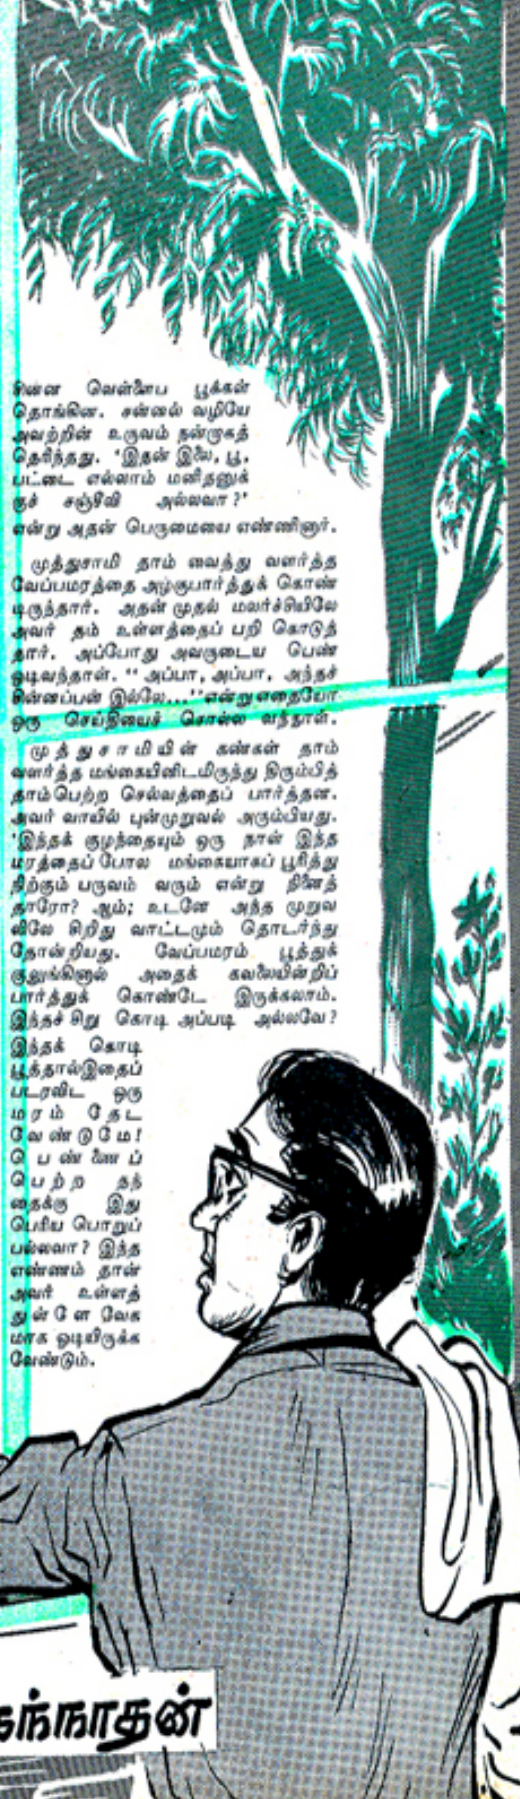 சின்ன வெள்ளைப் பூக்கள்
தொங்கின. சன்னல் வழியே
அவற்றின் உருவம் நன்முகத்
தெரிந்தது. ‘இதன் இலை, பூ,
பட்டை எல்லாம் மனிதனுக்
குச் சஞ்சீவி அல்லவா?’
என்று அதன் பெருமையை எண்ணினார்.
முத்துசாமி தாம் வைத்து வளர்த்த
வேப்பமரத்தை அழகுபார்த்துக் கொண்
டிருந்தார். அதன் முதல் மலர்ச்சியிலே
அவர் தம் உள்ளத்தைப் பறி கொடுத்
தார். அப்போது அவருடைய பெண்
ஓடிவந்தாள். “அப்பா, அப்பா, அந்தச்
சின்னப்பன் இல்லே...” என்று எதையோ
ஒரு செய்தியைச் சொல்ல வந்தாள்.
முத்துசாமியின் கண்கள் தாம்
வளர்த்த மங்கையினிடமிருந்து திரும்பித்
தாம்பெற்ற செல்வத்தைப் பார்த்தன.
அவர் வாயில் புன்முறுவல் அரும்பியது.
‘இந்தக் குழந்தையும் ஒரு நாள் இந்த
மரத்தைப் போல மங்கையாகப் பூரித்து
நிற்கும் பருவம் வரும் என்று நினைத்
தாரோ? ஆம்; உடனே அந்த முறுவ
லிலே சிறிது வாட்டமும் தொடர்ந்து
தோன்றியது. வேப்பமரம் பூத்துக்
குலுங்கினால் அதைக் கவலையின்றிப்
பார்த்துக் கொண்டே இருக்கலாம்.
இந்தச் சிறு கொடி அப்படி அல்லவே?
இந்தக் கொடி
பூத்தால்இதைப்
படரவிட ஒரு
மரம் தேட
வேண்டுமே!
பெண்ணைப்
பெற்ற தந்
தைக்கு இது
பெரிய பொறுப்
பல்லவா? இந்த
எண்ணம் தான்
அவர் உள்ளத்
துள்ளே வேக
மாக ஓடியிருக்க
வேண்டும்.
கந்நாதன்